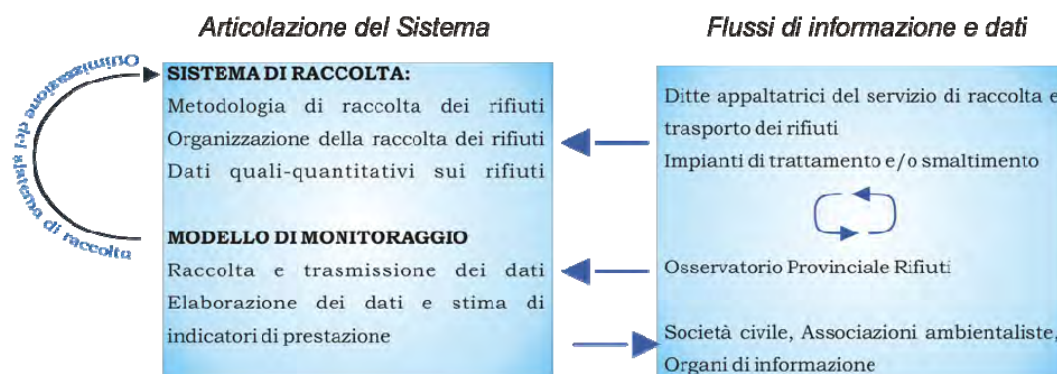 Articolazione del Sistema
Ottimizzazione del sistema di raccolta
SISTEMA DI RACCOLTA:
Metodologia di raccolta dei rifiuti
Organizzazione della raccolta dei rifiuti
Dati quali-quantitativi sui rifiuti
MODELLO DI MONITORAGGIO
Raccolta e trasmissione dei dati
Elaborazione dei dati e stima di
indicatori di prestazione
Flussi di informazione e dati
Ditte appaltatrici del servizio di raccolta e
trasporto dei rifiuti
Impianti di trattamento e/o smaltimento
Osservatorio Provinciale Rifiuti
Società civile, Associazioni ambientaliste,
Organi di informazione